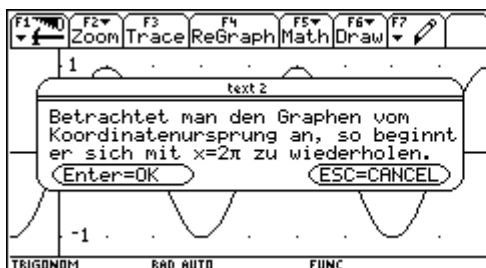 F1 F2 F3 F4 F5 F6 F7
Zoom Trace ReGraph Math Draw
1
text 2
Betrachtet man den Graphen vom
Koordinatenursprung an, so beginnt
er sich mit x=2π zu wiederholen.
Enter=OK ESC=CANCEL
-1
TRIGONOM RAD AUTO FUNC